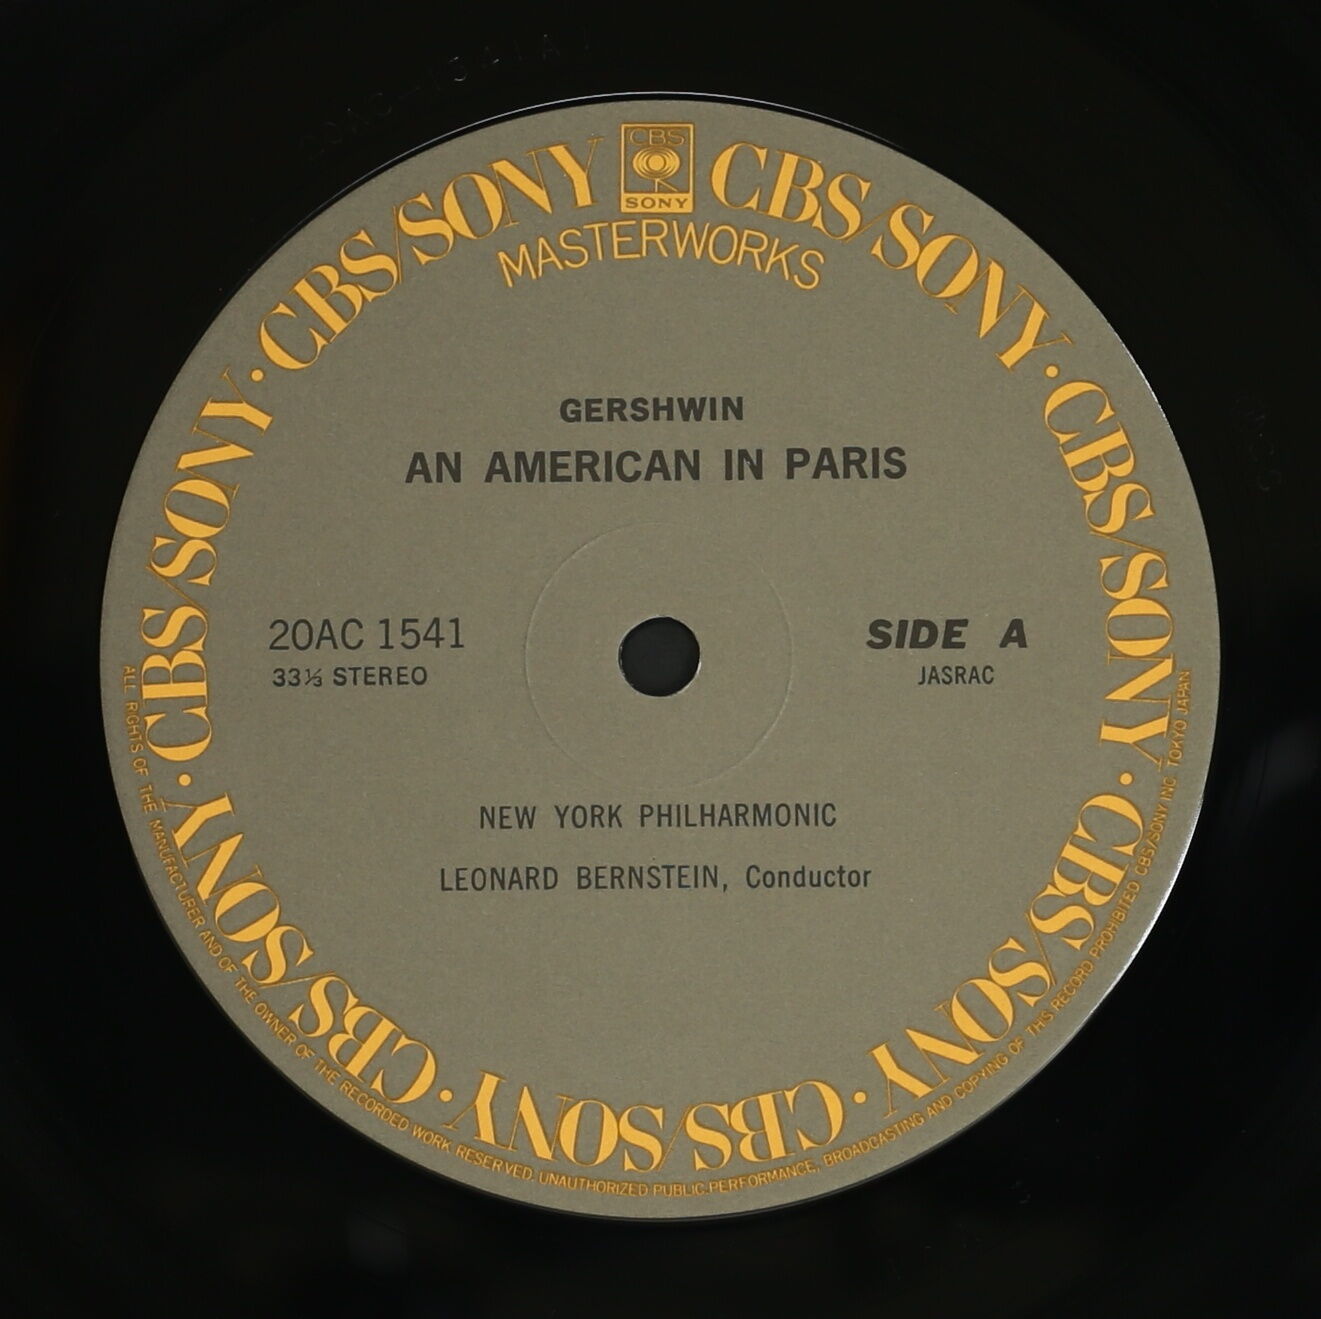 20AC-1541A
CBS
SONY
CBS/SONY · CBS/SONY · CBS/SONY · CBS/SONY · CBS/SONY · CBS/SONY · CBS/SONY
MASTERWORKS
GERSHWIN
AN AMERICAN IN PARIS
20AC 1541
33⅓ STEREO
SIDE A
JASRAC
NEW YORK PHILHARMONIC
LEONARD BERNSTEIN, Conductor
ALL RIGHTS OF THE MANUFACTURER AND OF THE OWNER OF THE RECORDED WORK RESERVED. UNAUTHORIZED PUBLIC PERFORMANCE, BROADCASTING AND COPYING OF THIS RECORD PROHIBITED CBS/SONY INC. TOKYO JAPAN